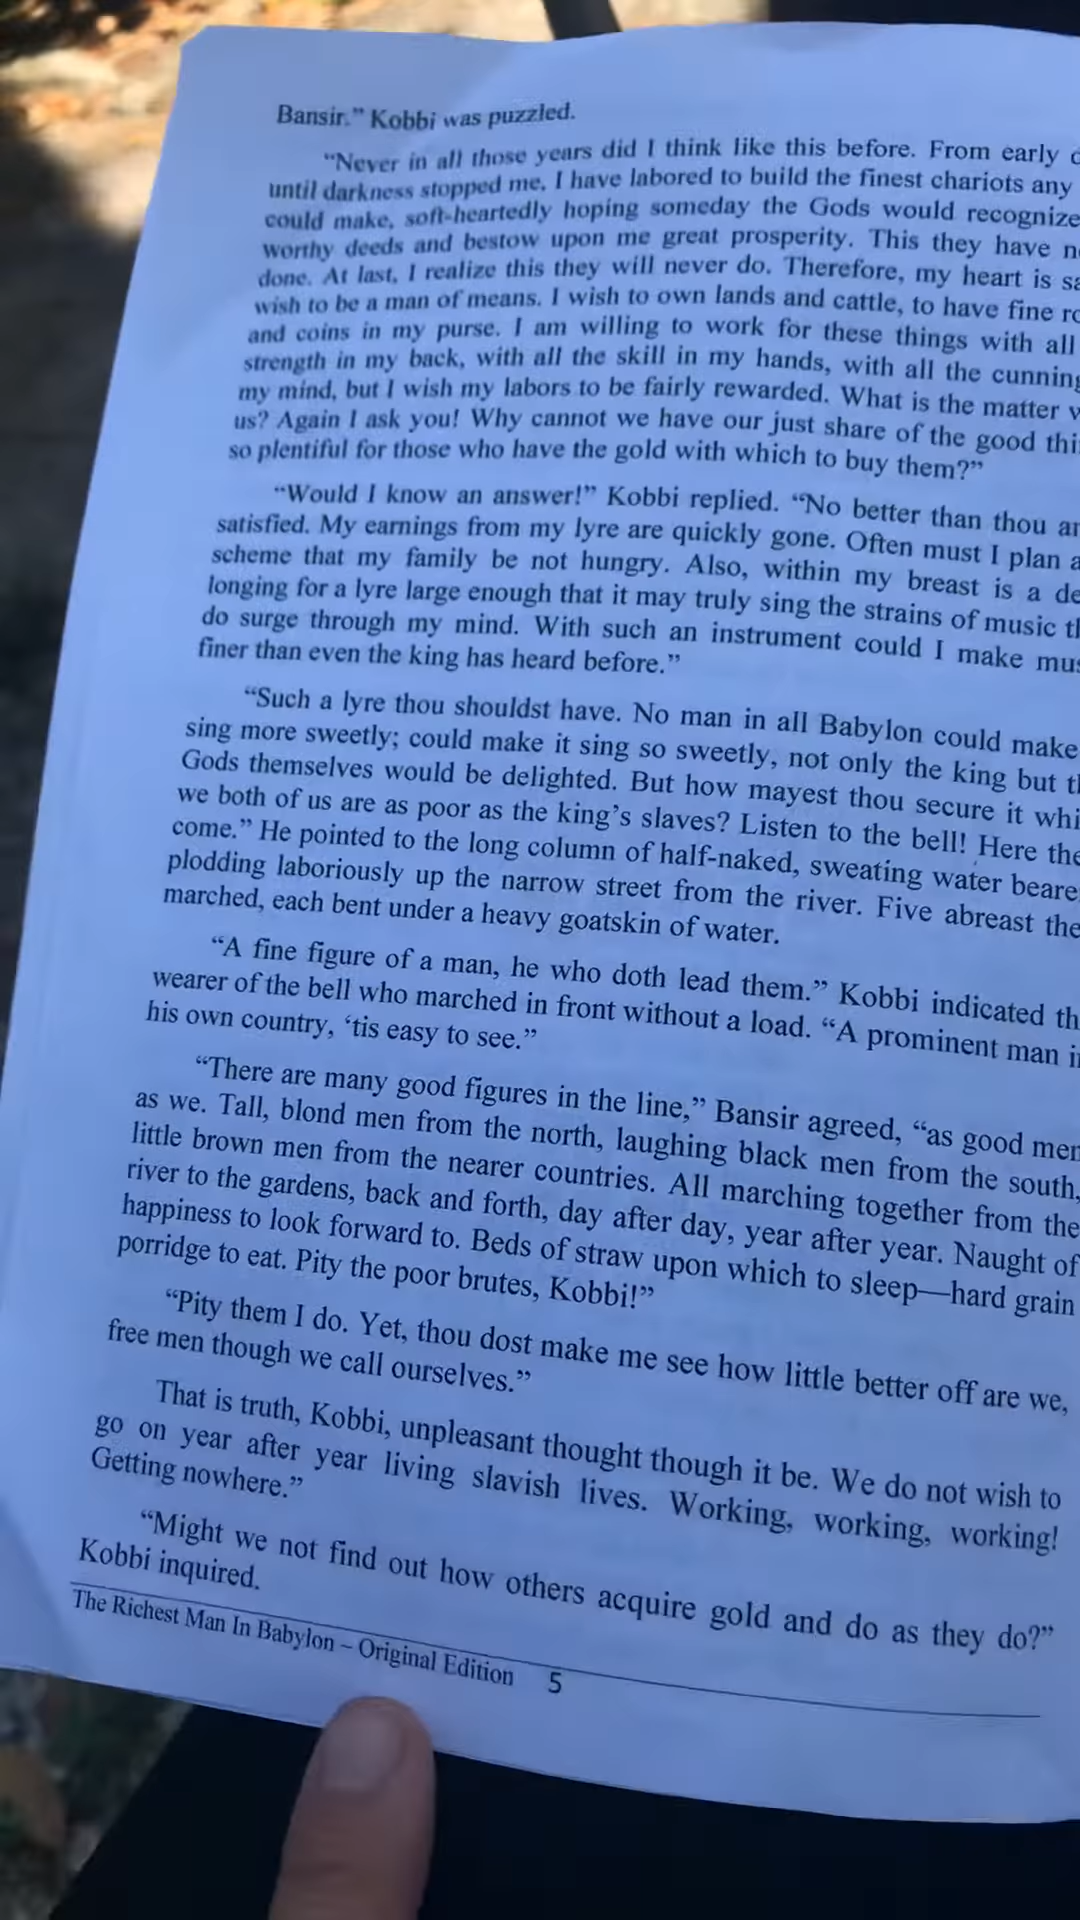 Bansir.” Kobbi was puzzled.
“Never in all those years did I think like this before. From early
until darkness stopped me, I have labored to build the finest chariots any
could make, soft-heartedly hoping someday the Gods would recognize
worthy deeds and bestow upon me great prosperity. This they have
done. At last, I realize this they will never do. Therefore, my heart is
wish to be a man of means. I wish to own lands and cattle, to have fine
and coins in my purse. I am willing to work for these things with all
strength in my back, with all the skill in my hands, with all the cunning
my mind, but I wish my labors to be fairly rewarded. What is the matter
us? Again I ask you! Why cannot we have our just share of the good
so plentiful for those who have the gold with which to buy them?”
“Would I know an answer!” Kobbi replied. “No better than thou
satisfied. My earnings from my lyre are quickly gone. Often must I plan
scheme that my family be not hungry. Also, within my breast is a
longing for a lyre large enough that it may truly sing the strains of music
do surge through my mind. With such an instrument could I make
finer than even the king has heard before.”
“Such a lyre thou shouldst have. No man in all Babylon could make
sing more sweetly; could make it sing so sweetly, not only the king but
Gods themselves would be delighted. But how mayest thou secure it
we both of us are as poor as the king’s slaves? Listen to the bell! Here
come.” He pointed to the long column of half-naked, sweating water
plodding laboriously up the narrow street from the river. Five abreast
marched, each bent under a heavy goatskin of water.
“A fine figure of a man, he who doth lead them.” Kobbi indicated
wearer of the bell who marched in front without a load. “A prominent man
his own country, ‘tis easy to see.”
“There are many good figures in the line,” Bansir agreed, “as good men
as we. Tall, blond men from the north, laughing black men from the south,
little brown men from the nearer countries. All marching together from the
river to the gardens, back and forth, day after day, year after year. Naught of
happiness to look forward to. Beds of straw upon which to sleep—hard grain
porridge to eat. Pity the poor brutes, Kobbi!”
“Pity them I do. Yet, thou dost make me see how little better off are we,
free men though we call ourselves.”
That is truth, Kobbi, unpleasant thought though it be. We do not wish to
go on year after year living slavish lives. Working, working, working!
Getting nowhere.”
“Might we not find out how others acquire gold and do as they do?”
Kobbi inquired.
The Richest Man In Babylon ~ Original Edition 5